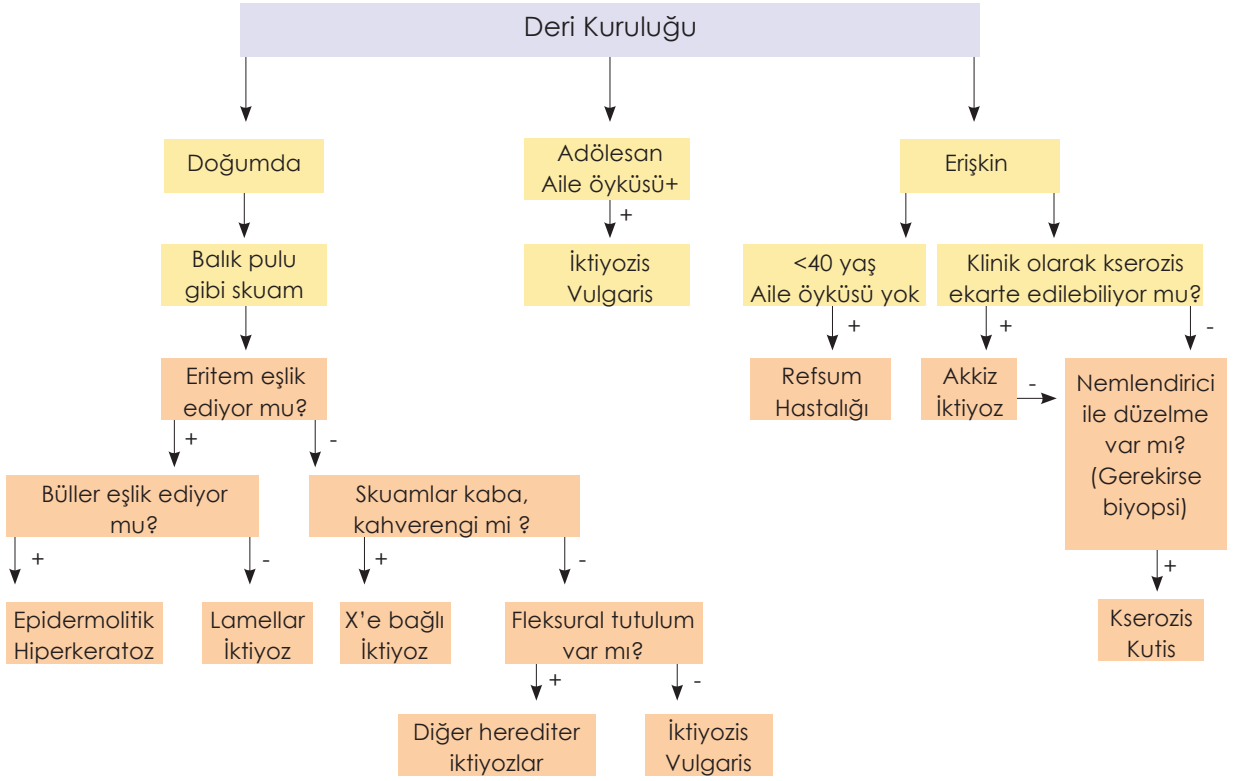 Deri Kuruluğu
Doğumda
Adölesan
Aile öyküsü+
Erişkin
+
Balık pulu
gibi skuam
İktiyozis
Vulgaris
<40 yaş
Aile öyküsü yok
Klinik olarak kserozis
ekarte edilebiliyor mu?
+
+
-
Eritem eşlik
ediyor mu?
Refsum
Hastalığı
Akkiz
İktiyoz
-
Nemlendirici
ile düzelme
var mı?
(Gerekirse
biyopsi)
+
-
Büller eşlik ediyor
mu?
Skuamlar kaba,
kahverengi mi ?
+
-
+
-
+
Epidermolitik
Hiperkeratoz
Lamellar
İktiyoz
X’e bağlı
İktiyoz
Fleksural tutulum
var mı?
Kserozis
Kutis
+
-
Diğer herediter
iktiyozlar
İktiyozis
Vulgaris